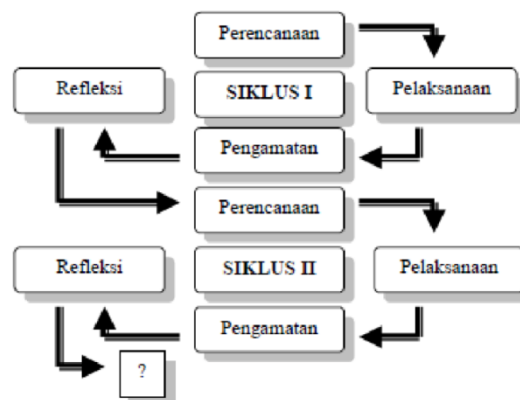 Perencanaan
Refleksi
SIKLUS I
Pelaksanaan
Pengamatan
Perencanaan
Refleksi
SIKLUS II
Pelaksanaan
Pengamatan
?